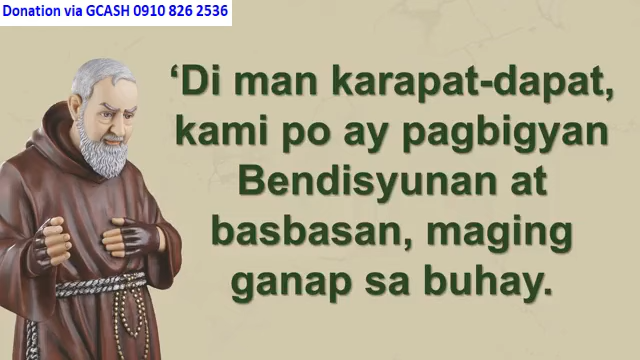 Donation via GCASH 0910 826 2536
‘Di man karapat-dapat,
kami po ay pagbigyan
Bendisyunan at
basbasan, maging
ganap sa buhay.